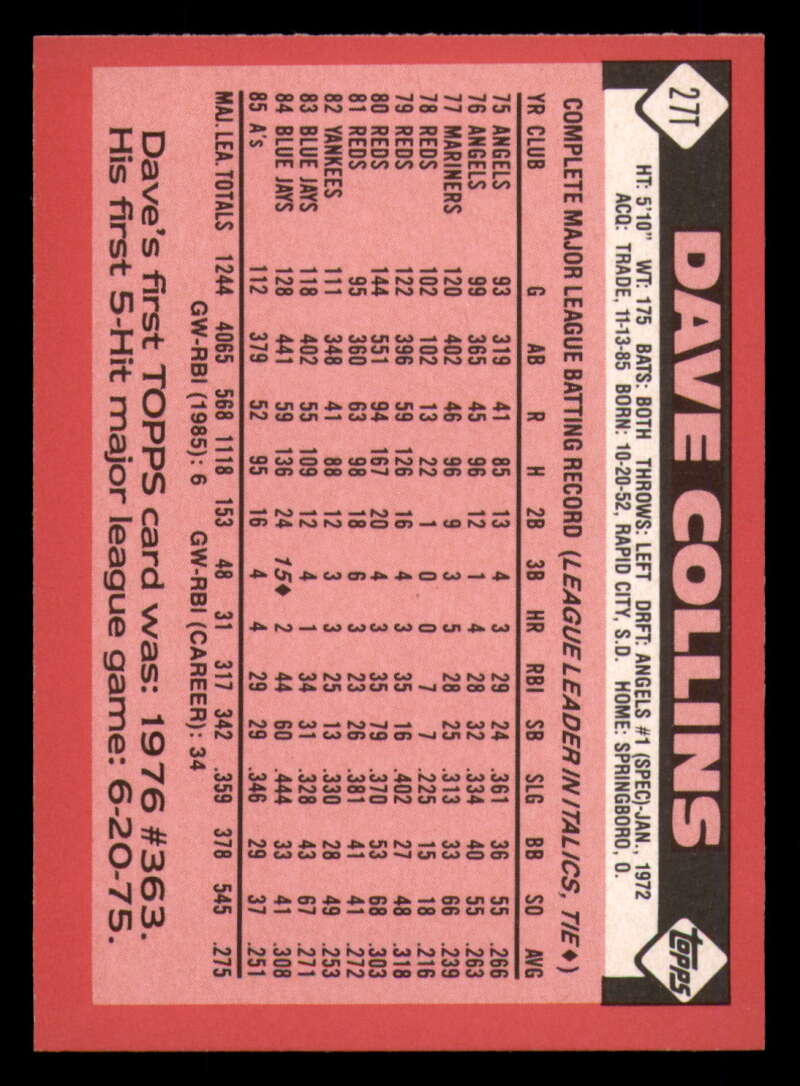 27T
DAVE COLLINS
topps
HT: 5'10" WT: 175 BATS: BOTH THROWS: LEFT DRFT: ANGELS #1 (SPEC)-JAN., 1972
ACQ: TRADE, 11-13-85 BORN: 10-20-52, RAPID CITY, S.D. HOME: SPRINGBORO, O.
COMPLETE MAJOR LEAGUE BATTING RECORD (LEAGUE LEADER IN ITALICS, TIE ♦)
YR CLUB G AB R H 2B 3B HR RBI SB SLG BB SO AVG
75 ANGELS 93 319 41 85 13 4 3 29 24 .361 36 55 .266
76 ANGELS 99 365 45 96 12 1 4 28 32 .334 40 55 .263
77 MARINERS 120 402 46 96 9 3 5 28 25 .313 33 66 .239
78 REDS 102 102 13 22 1 0 0 7 7 .225 15 18 .216
79 REDS 122 396 59 126 16 4 3 35 16 .402 27 48 .318
80 REDS 144 551 94 167 20 4 3 35 79 .370 53 68 .303
81 REDS 95 360 63 98 18 6 3 23 26 .381 41 41 .272
82 YANKEES 111 348 41 88 12 3 3 25 13 .330 28 49 .253
83 BLUE JAYS 118 402 55 109 12 4 1 34 31 .328 43 67 .271
84 BLUE JAYS 128 441 59 136 24 15♦ 2 44 60 .444 33 41 .308
85 A's 112 379 52 95 16 4 4 29 29 .346 29 37 .251
MAJ. LEA. TOTALS 1244 4065 568 1118 153 48 31 317 342 .359 378 545 .275
GW-RBI (1985): 6 GW-RBI (CAREER): 34
Dave's first TOPPS card was: 1976 #363.
His first 5-Hit major league game: 6-20-75.